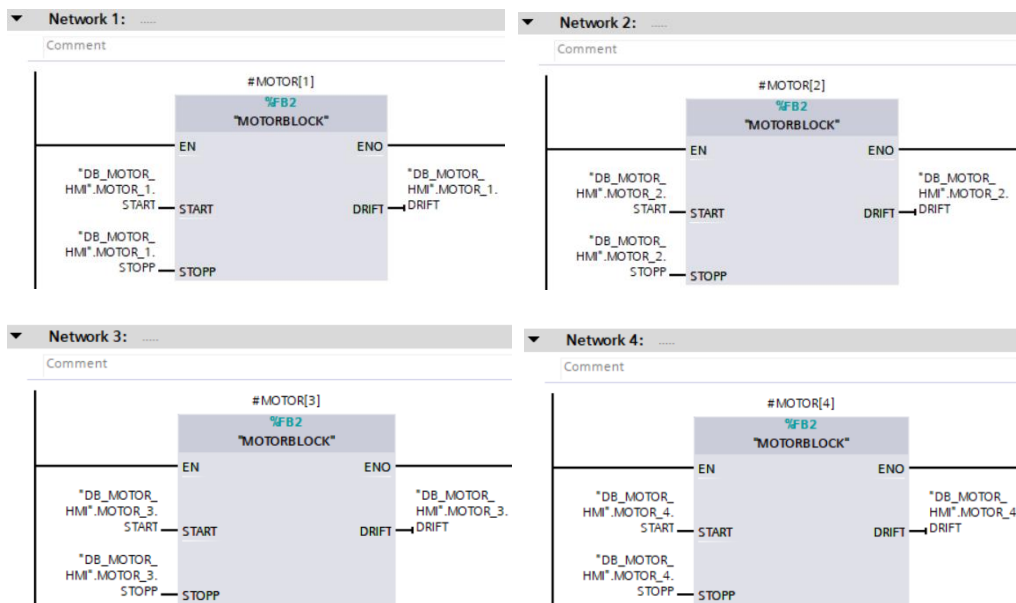 Network 1: .....
Comment
#MOTOR[1]
%FB2
"MOTORBLOCK"
EN
ENO
"DB_MOTOR_
HMI".MOTOR_1.
START
START
DRIFT
"DB_MOTOR_
HMI".MOTOR_1.
DRIFT
"DB_MOTOR_
HMI".MOTOR_1.
STOPP
STOPP
Network 2: .....
Comment
#MOTOR[2]
%FB2
"MOTORBLOCK"
EN
ENO
"DB_MOTOR_
HMI".MOTOR_2.
START
START
DRIFT
"DB_MOTOR_
HMI".MOTOR_2.
DRIFT
"DB_MOTOR_
HMI".MOTOR_2.
STOPP
STOPP
Network 3: .....
Comment
#MOTOR[3]
%FB2
"MOTORBLOCK"
EN
ENO
"DB_MOTOR_
HMI".MOTOR_3.
START
START
DRIFT
"DB_MOTOR_
HMI".MOTOR_3.
DRIFT
"DB_MOTOR_
HMI".MOTOR_3.
STOPP
STOPP
Network 4: .....
Comment
#MOTOR[4]
%FB2
"MOTORBLOCK"
EN
ENO
"DB_MOTOR_
HMI".MOTOR_4.
START
START
DRIFT
"DB_MOTOR_
HMI".MOTOR_4
DRIFT
"DB_MOTOR_
HMI".MOTOR_4.
STOPP
STOPP